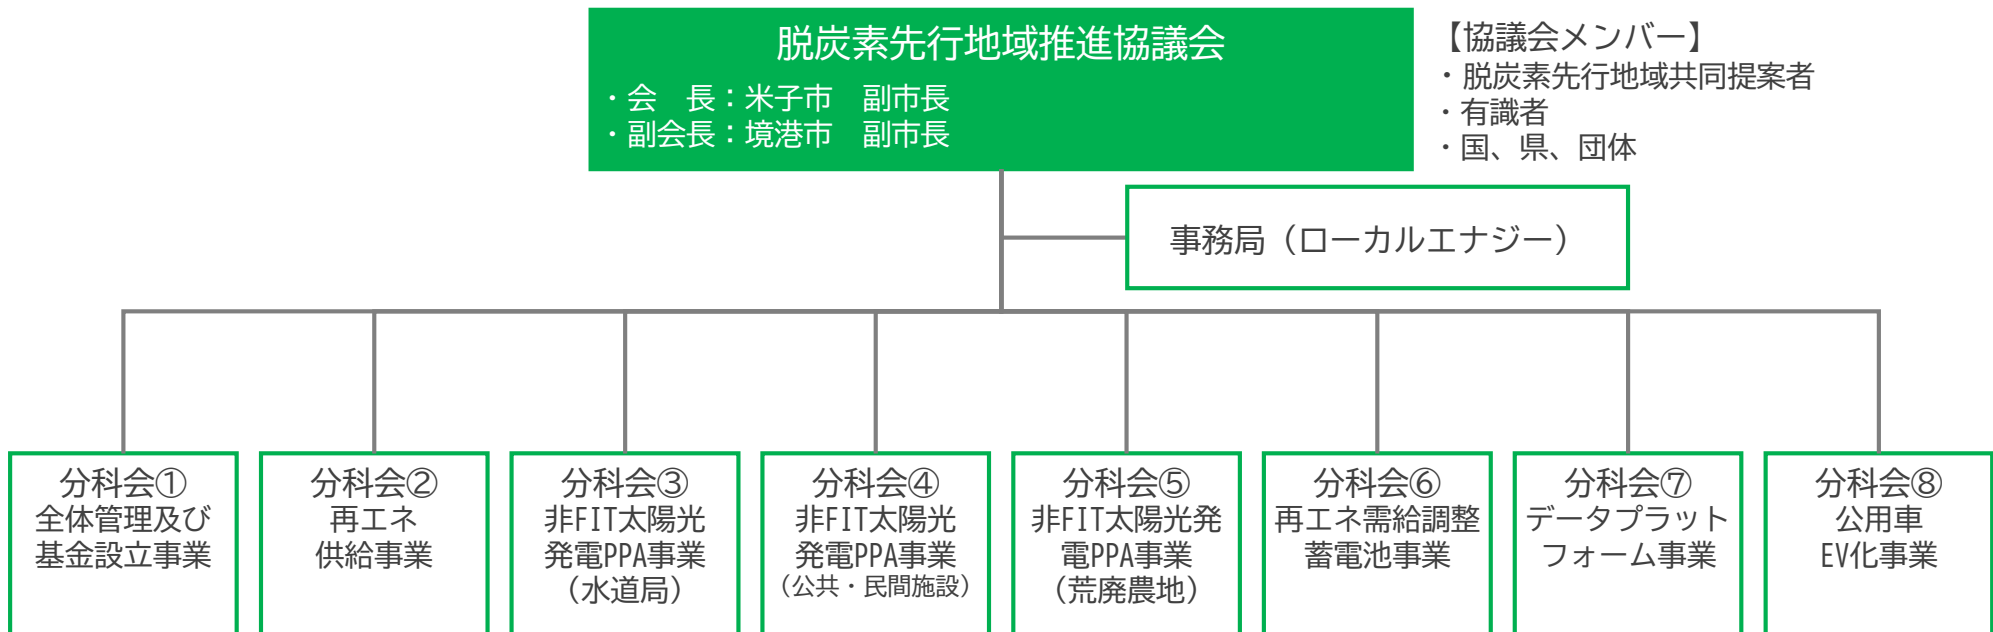 脱炭素先行地域推進協議会
・会　長：米子市　副市長
・副会長：境港市　副市長
【協議会メンバー】
・脱炭素先行地域共同提案者
・有識者
・国、県、団体
事務局（ローカルエナジー）
分科会①
全体管理及び
基金設立事業
分科会②
再エネ
供給事業
分科会③
非FIT太陽光
発電PPA事業
（水道局）
分科会④
非FIT太陽光
発電PPA事業
（公共・民間施設）
分科会⑤
非FIT太陽光発
電PPA事業
（荒廃農地）
分科会⑥
再エネ需給調整
蓄電池事業
分科会⑦
データプラット
フォーム事業
分科会⑧
公用車
EV化事業